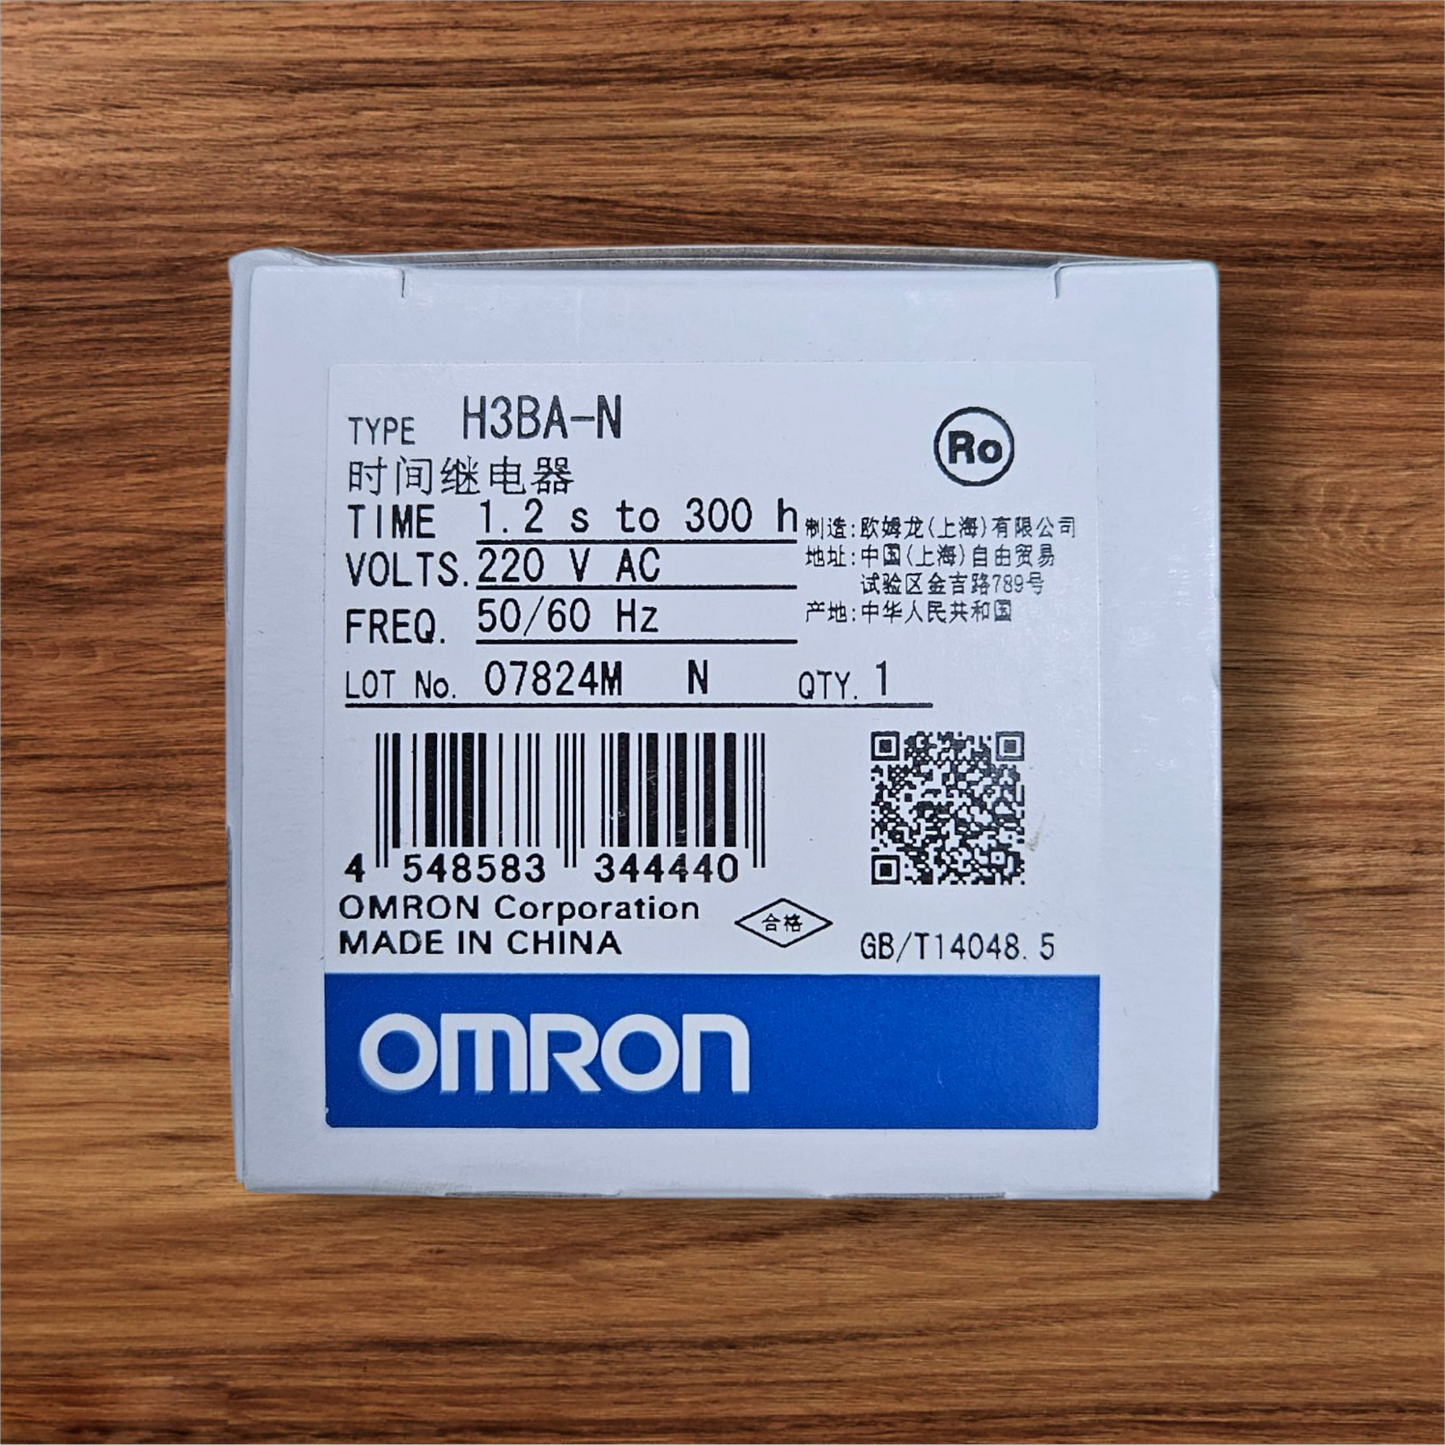 TYPE H3BA-N
Ro
时间继电器
TIME 1.2 s to 300 h
VOLTS. 220 V AC
FREQ. 50/60 Hz
制造:欧姆龙(上海)有限公司
地址:中国(上海)自由贸易
试验区金吉路789号
产地:中华人民共和国
LOT No. 07824M N QTY. 1
4 548583 344440
OMRON Corporation
MADE IN CHINA
合格
GB/T14048.5
OMRON